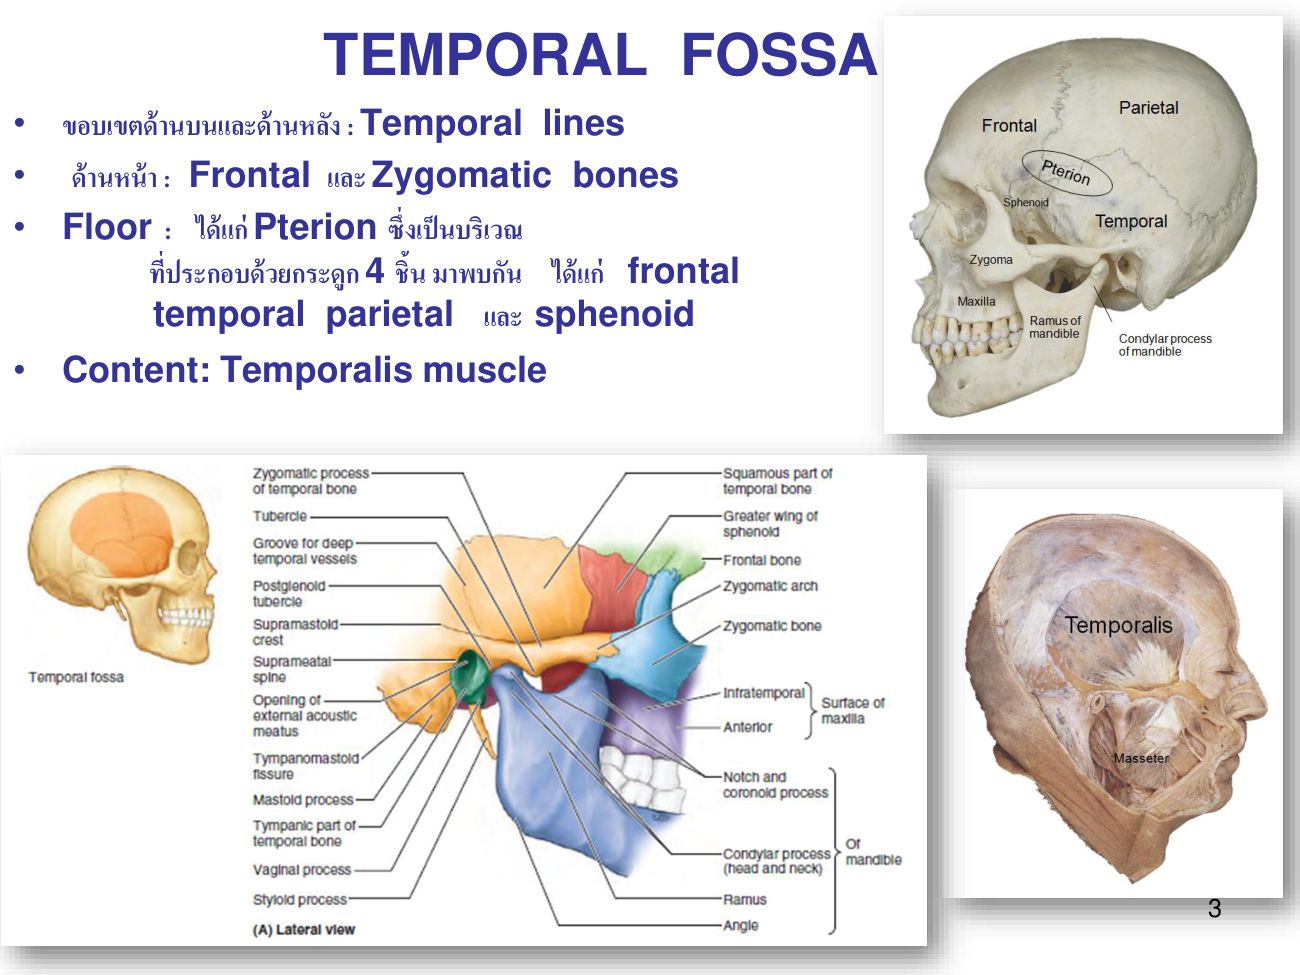 TEMPORAL FOSSA
• ขอบเขตด้านบนและด้านหลัง : Temporal lines
• ด้านหน้า : Frontal และ Zygomatic bones
• Floor : ได้แก่ Pterion ซึ่งเป็นบริเวณ
ที่ประกอบด้วยกระดูก 4 ชิ้น มาพบกัน ได้แก่ frontal
temporal parietal และ sphenoid
• Content: Temporalis muscle
Parietal
Frontal
Pterion
Sphenoid
Temporal
Zygoma
Maxilla
Ramus of
mandible
Condylar process
of mandible
Temporal fossa
Zygomatic process
of temporal bone
Tubercle
Groove for deep
temporal vessels
Postglenoid
tubercle
Supramastoid
crest
Suprameatal
spine
Opening of
external acoustic
meatus
Tympanomastoid
fissure
Mastoid process
Tympanic part of
temporal bone
Vaginal process
Styloid process
(A) Lateral view
Squamous part of
temporal bone
Greater wing of
sphenoid
Frontal bone
Zygomatic arch
Zygomatic bone
Infratemporal
Anterior
Surface of
maxilla
Notch and
coronoid process
Condylar process
(head and neck)
Of
mandible
Ramus
Angle
Temporalis
Masseter
3